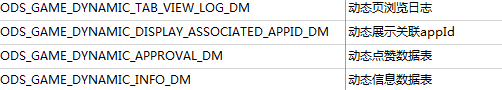 ODS_GAME_DYNAMIC_TAB_VIEW_LOG_DM 动态页浏览日志
ODS_GAME_DYNAMIC_DISPLAY_ASSOCIATED_APPID_DM 动态展示关联appId
ODS_GAME_DYNAMIC_APPROVAL_DM 动态点赞数据表
ODS_GAME_DYNAMIC_INFO_DM 动态信息数据表